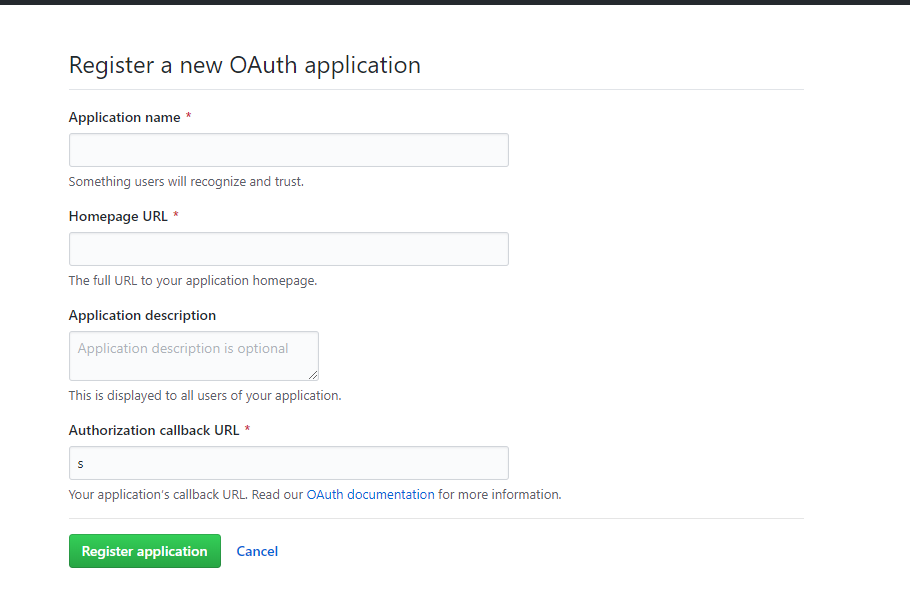 Register a new OAuth application
Application name *
Something users will recognize and trust.
Homepage URL *
The full URL to your application homepage.
Application description
Application description is optional
This is displayed to all users of your application.
Authorization callback URL *
s
Your application's callback URL. Read our OAuth documentation for more information.
Register application Cancel